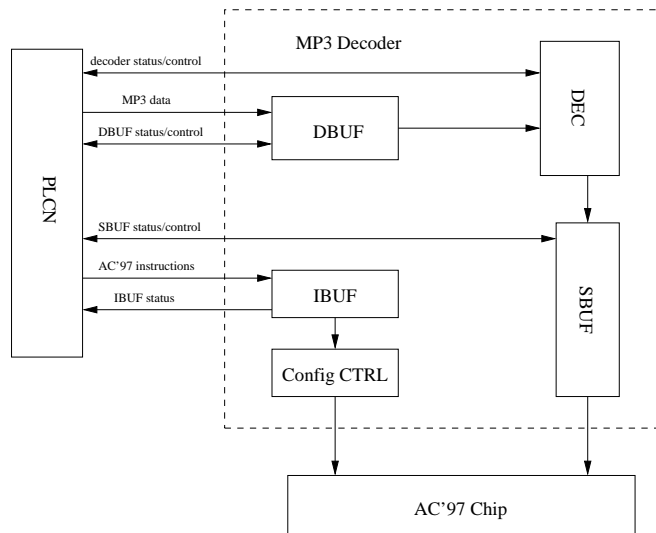 MP3 Decoder
decoder status/control
MP3 data
DBUF status/control
DBUF
DEC
PLCN
SBUF status/control
AC'97 instructions
IBUF status
IBUF
SBUF
Config CTRL
AC'97 Chip